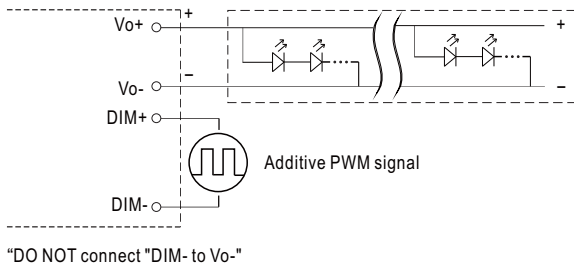 Vo+ + +
Vo- – –
DIM+
Additive PWM signal
DIM-
“DO NOT connect "DIM- to Vo-"